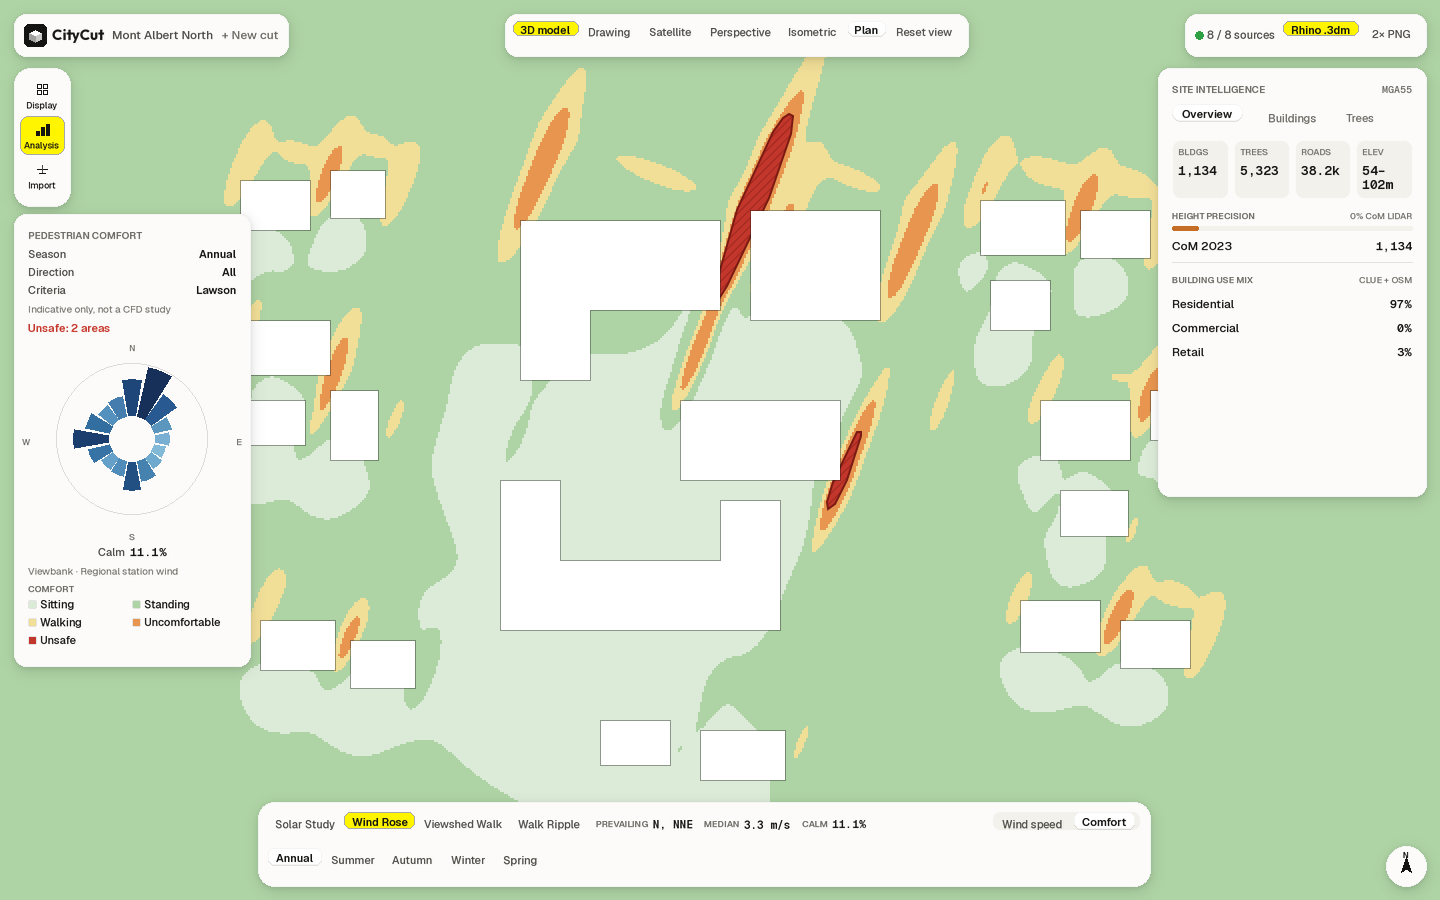 CityCut Mont Albert North + New cut
3D model Drawing Satellite Perspective Isometric Plan Reset view
8 / 8 sources Rhino .3dm 2× PNG
Display
Analysis
Import
SITE INTELLIGENCE MGA55
Overview Buildings Trees
BLDGS TREES ROADS ELEV
1,134 5,323 38.2k 54–
102m
HEIGHT PRECISION 0% CoM LIDAR
CoM 2023 1,134
BUILDING USE MIX CLUE + OSM
Residential 97%
Commercial 0%
Retail 3%
PEDESTRIAN COMFORT
Season Annual
Direction All
Criteria Lawson
Indicative only, not a CFD study
Unsafe: 2 areas
N
W E
S
Calm 11.1%
Viewbank · Regional station wind
COMFORT
Sitting Standing
Walking Uncomfortable
Unsafe
Solar Study Wind Rose Viewshed Walk Walk Ripple PREVAILING N, NNE MEDIAN 3.3 m/s CALM 11.1% Wind speed Comfort
Annual Summer Autumn Winter Spring
N